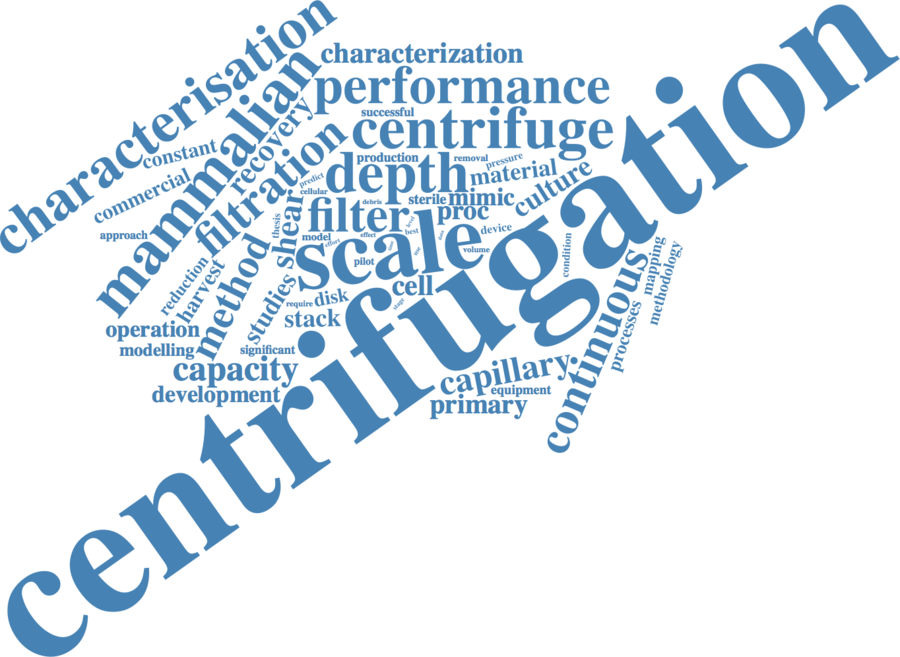 characterisation
characterization
mammalian
performance
recovery
successful
constant
centrifuge
filtration
production
removal
pressure
commercial
predict
depth
material
culture
cellular
debris
sterile
mimic
filter
proc
shear
thesis
approach
model
effect
best
device
effort
scale
volume
condition
pilot
method
reduction
harvest
studies
cell
require
disk
stage
stack
operation
modelling
significant
capacity
development
capillary
equipment
primary
continuous
mapping
methodology
processes
centrifugation